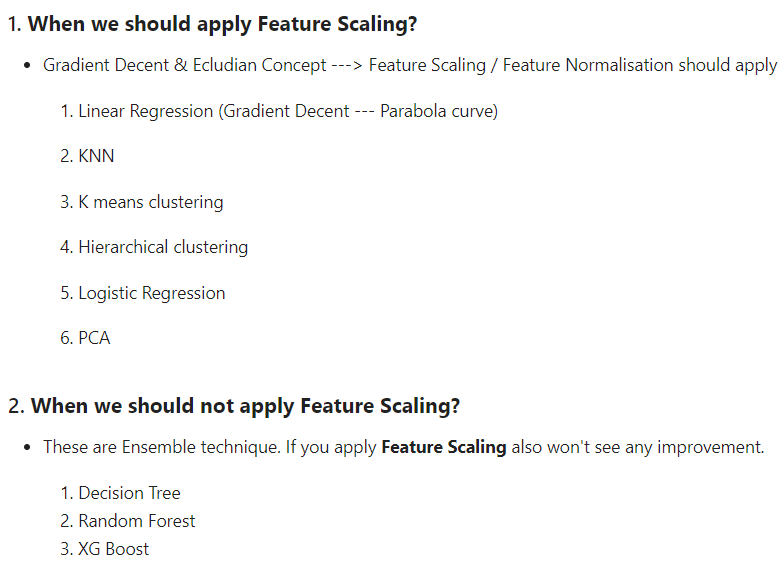 1. When we should apply Feature Scaling?
• Gradient Decent & Ecludian Concept ---> Feature Scaling / Feature Normalisation should apply
1. Linear Regression (Gradient Decent --- Parabola curve)
2. KNN
3. K means clustering
4. Hierarchical clustering
5. Logistic Regression
6. PCA
2. When we should not apply Feature Scaling?
• These are Ensemble technique. If you apply Feature Scaling also won't see any improvement.
1. Decision Tree
2. Random Forest
3. XG Boost